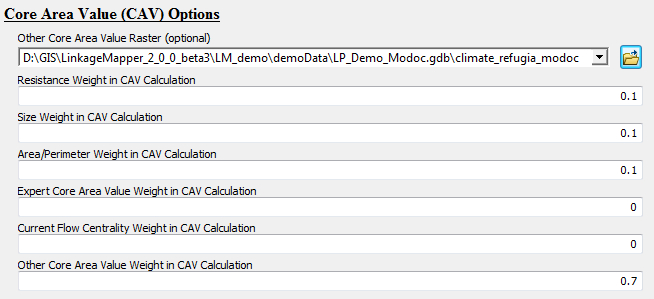 Core Area Value (CAV) Options
Other Core Area Value Raster (optional)
D:\GIS\LinkageMapper_2_0_0_beta3\LM_demo\demoData\LP_Demo_Modoc.gdb\climate_refugia_modoc
Resistance Weight in CAV Calculation
0.1
Size Weight in CAV Calculation
0.1
Area/Perimeter Weight in CAV Calculation
0.1
Expert Core Area Value Weight in CAV Calculation
0
Current Flow Centrality Weight in CAV Calculation
0
Other Core Area Value Weight in CAV Calculation
0.7